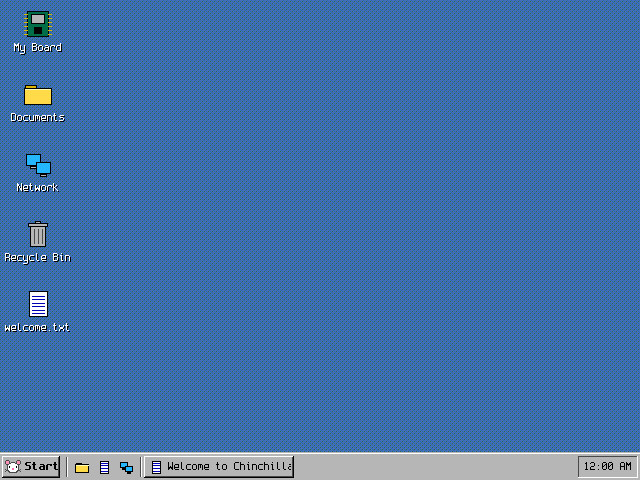 My Board
Documents
Network
Recycle Bin
welcome.txt
Start
Welcome to Chinchilla
12:00 AM